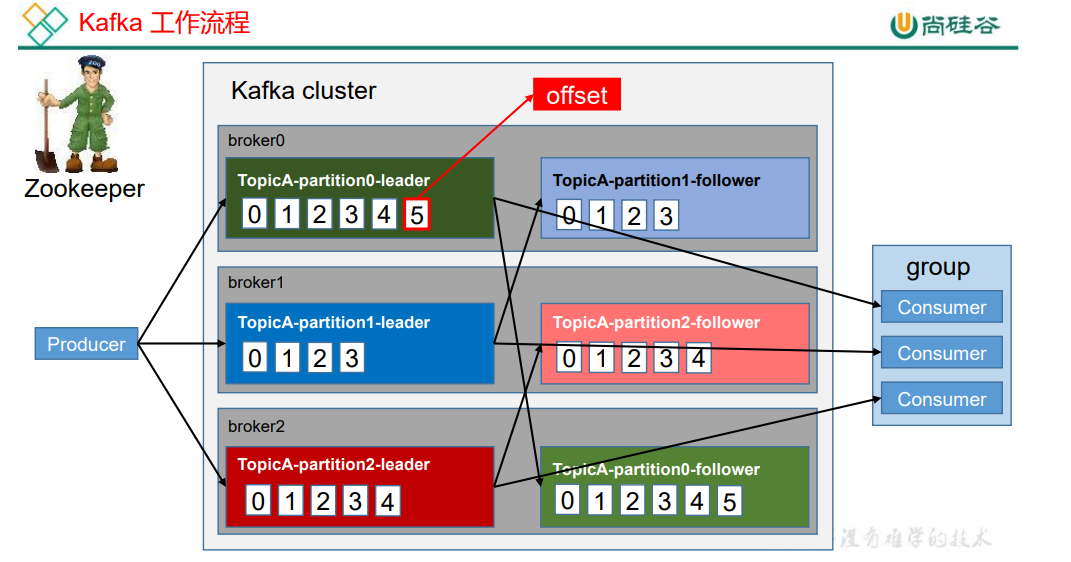 Kafka 工作流程
尚硅谷
Zookeeper
Kafka cluster
offset
broker0
TopicA-partition0-leader
0 1 2 3 4 5
TopicA-partition1-follower
0 1 2 3
broker1
TopicA-partition1-leader
0 1 2 3
TopicA-partition2-follower
0 1 2 3 4
broker2
TopicA-partition2-leader
0 1 2 3 4
TopicA-partition0-follower
0 1 2 3 4 5
Producer
group
Consumer
Consumer
Consumer
没有难学的技术